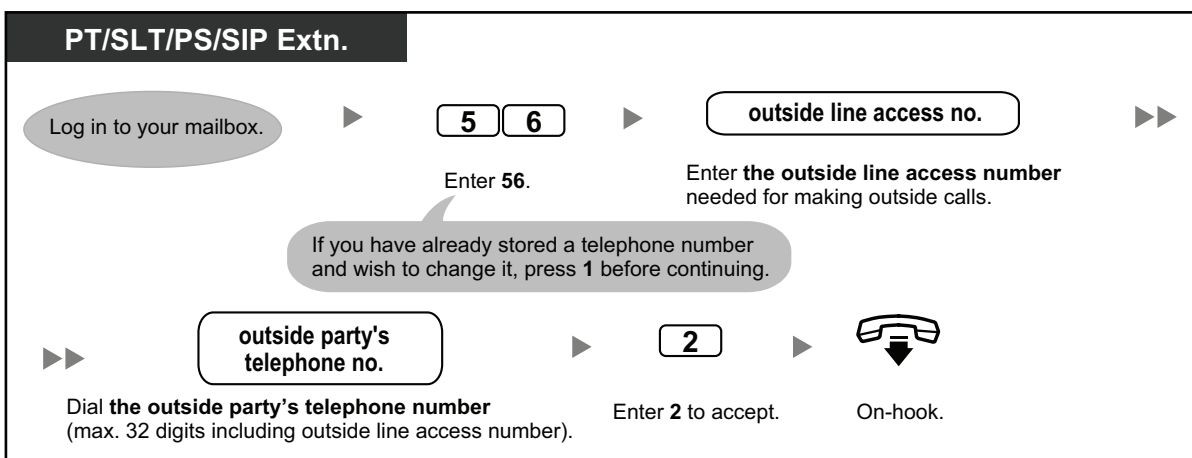 PT/SLT/PS/SIP Extn.
Log in to your mailbox.
5 6
Enter 56.
If you have already stored a telephone number
and wish to change it, press 1 before continuing.
outside line access no.
Enter the outside line access number
needed for making outside calls.
outside party's
telephone no.
Dial the outside party’s telephone number
(max. 32 digits including outside line access number).
2
Enter 2 to accept.
On-hook.